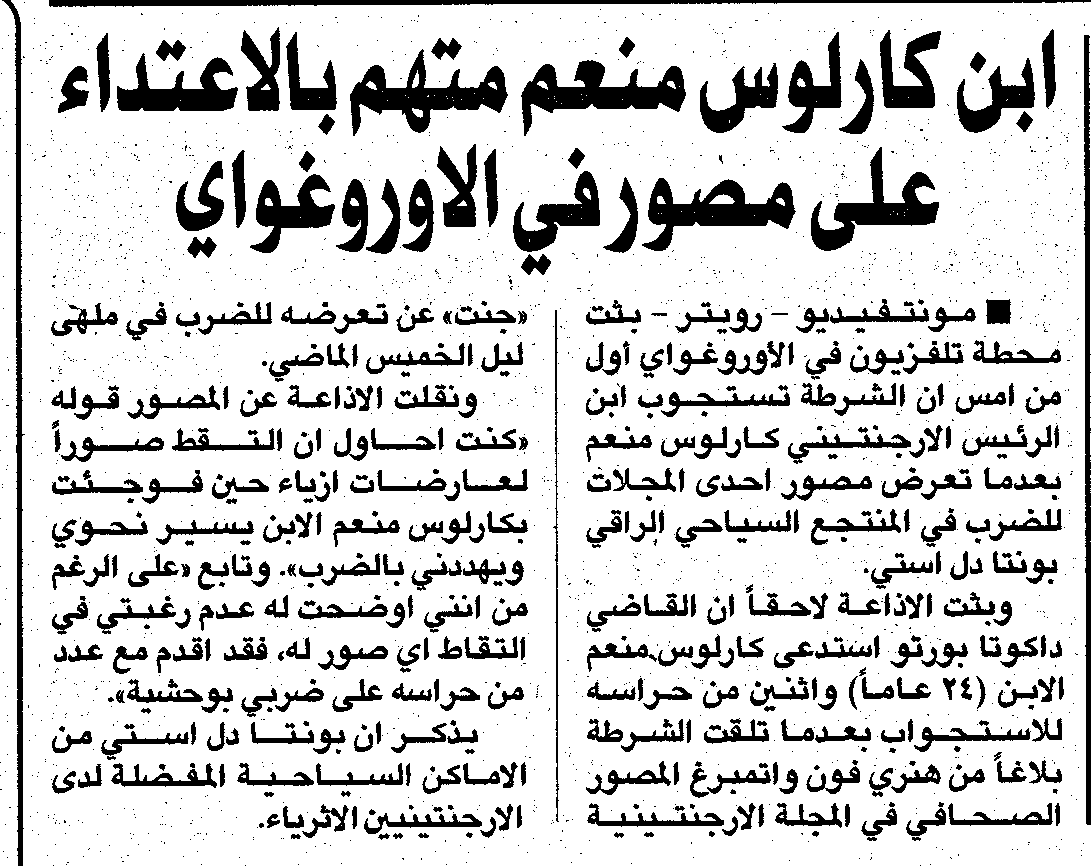 ابن كارلوس منعم متهم بالاعتداء
على مصور في الاوروغواي
■ مونتفيديو - رويتر - بثت
محطة تلفزيون في الأوروغواي أول
من امس ان الشرطة تستجوب ابن
الرئيس الارجنتيني كارلوس منعم
بعدما تعرض مصور احدى المجلات
للضرب في المنتجع السياحي الراقي
بونتا دل استي.
وبثت الاذاعة لاحقاً ان القاضي
داكوتا بورتو استدعى كارلوس منعم
الابن (٢٤ عاماً) واثنين من حراسه
للاستجواب بعدما تلقت الشرطة
بلاغاً من هنري فون واتمبرغ المصور
الصحافي في المجلة الارجنتينية
«جنت» عن تعرضه للضرب في ملهى
ليل الخميس الماضي.
ونقلت الاذاعة عن المصور قوله
«كنت احاول ان التقط صوراً
لعارضات ازياء حين فوجئت
بكارلوس منعم الابن يسير نحوي
ويهددني بالضرب». وتابع «على الرغم
من انني اوضحت له عدم رغبتي في
التقاط اي صور له، فقد اقدم مع عدد
من حراسه على ضربي بوحشية».
يذكر ان بونتا دل استي من
الاماكن السياحية المفضلة لدى
الارجنتينيين الاثرياء.